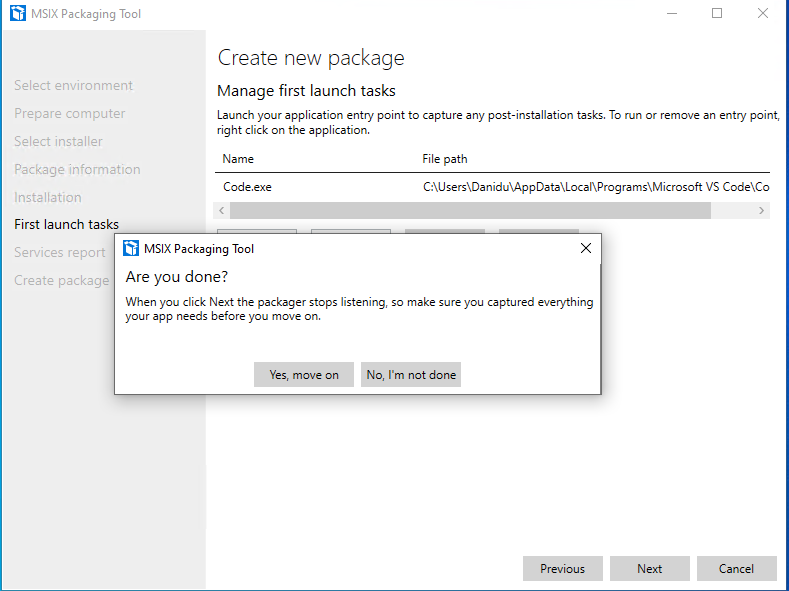 MSIX Packaging Tool
Create new package
Manage first launch tasks
Launch your application entry point to capture any post-installation tasks. To run or remove an entry point,
right click on the application.
Name File path
Code.exe C:\Users\Danidu\AppData\Local\Programs\Microsoft VS Code\Co
Select environment
Prepare computer
Select installer
Package information
Installation
First launch tasks
Services report
Create package
MSIX Packaging Tool
Are you done?
When you click Next the packager stops listening, so make sure you captured everything
your app needs before you move on.
Yes, move on No, I'm not done
Previous Next Cancel